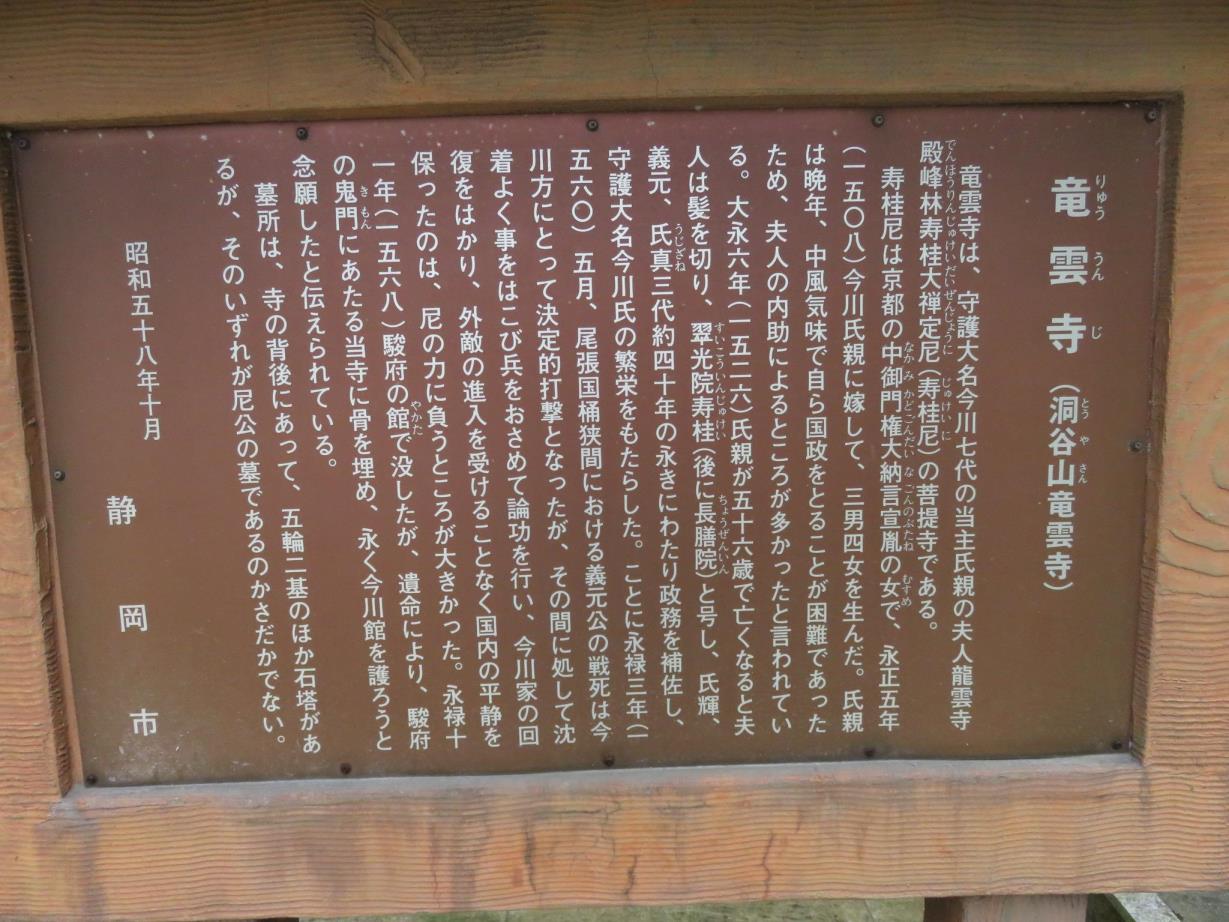 竜雲寺（洞谷山竜雲寺）
竜雲寺は、守護大名今川七代の当主氏親の夫人龍雲寺
殿峰林寿桂大禅定尼（寿桂尼）の菩提寺である。
寿桂尼は京都の中御門権大納言宣胤の女で、永正五年
（一五〇八）今川氏親に嫁して、三男四女を生んだ。氏親
は晩年、中風気味で自ら国政をとることが困難であった
ため、夫人の内助によるところが多かったと言われてい
る。大永六年（一五二六）氏親が五十六歳で亡くなると夫
人は髪を切り、翠光院寿桂（後に長膳院）と号し、氏輝、
義元、氏真三代約四十年の永きにわたり政務を補佐し、
守護大名今川氏の繁栄をもたらした。ことに永禄三年（一
五六〇）五月、尾張国桶狭間における義元公の戦死は今
川方にとって決定的打撃となったが、その間に処して沈
着よく事をはこび兵をおさめて論功を行い、今川家の回
復をはかり、外敵の進入を受けることなく国内の平静を
保ったのは、尼の力に負うところが大きかった。永禄十
一年（一五六八）駿府の館で没したが、遺命により、駿府
の鬼門にあたる当寺に骨を埋め、永く今川館を護ろうと
念願したと伝えられている。
墓所は、寺の背後にあって、五輪二基のほか石塔があ
るが、そのいずれが尼公の墓であるのかさだかでない。
昭和五十八年十月
静岡市